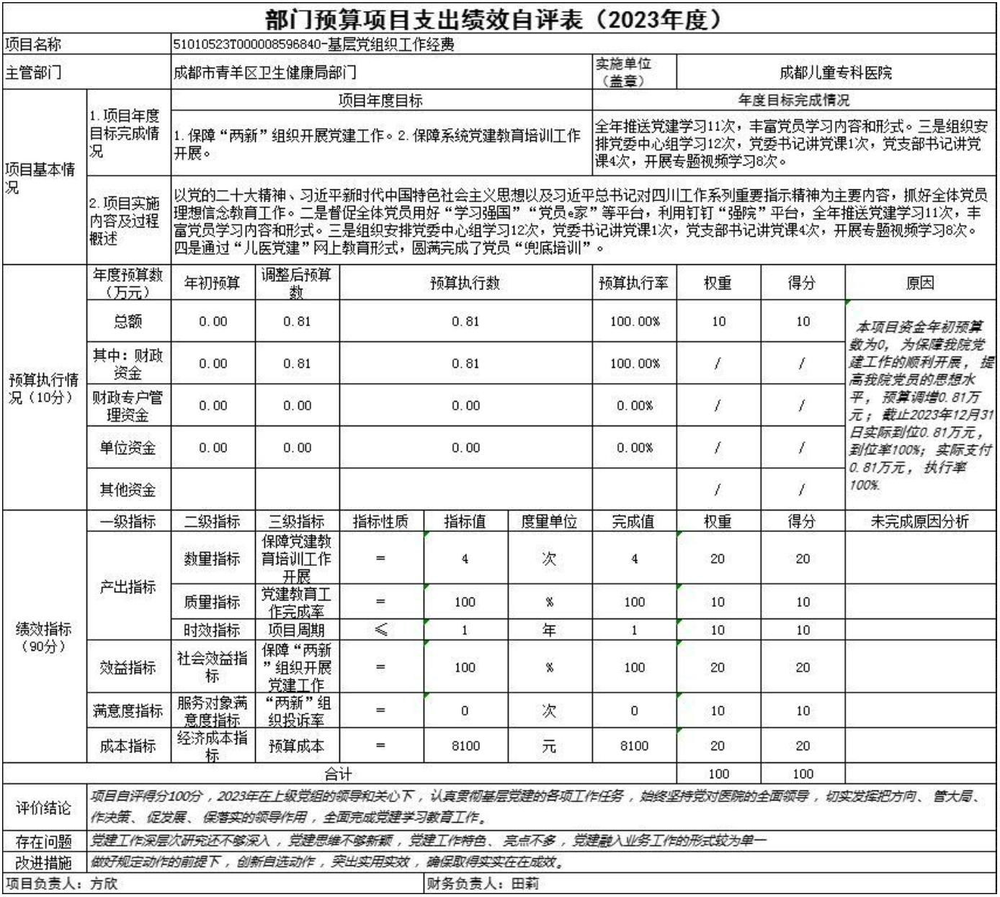 部门预算项目支出绩效自评表（2023年度）
项目名称
51010523T000008596840-基层党组织工作经费
主管部门
成都市青羊区卫生健康局部门
实施单位
（盖章）
成都儿童专科医院
项目基本情
况
1.项目年度
目标完成情
况
项目年度目标
年度目标完成情况
1.保障“两新”组织开展党建工作。2.保障系统党建教育培训工作
开展。
全年推送党建学习11次，丰富党员学习内容和形式。三是组织安
排党委中心组学习12次，党委书记讲党课1次，党支部书记讲党
课4次，开展专题视频学习8次。
2.项目实施
内容及过程
概述
以党的二十大精神、习近平新时代中国特色社会主义思想以及习近平总书记对四川工作系列重要指示精神为主要内容，抓好全体党员
理想信念教育工作。二是督促全体党员用好“学习强国”“党员e家”等平台，利用钉钉“强院”平台，全年推送党建学习11次，丰
富党员学习内容和形式。三是组织安排党委中心组学习12次，党委书记讲党课1次，党支部书记讲党课4次，开展专题视频学习8次。
四是通过“儿医党建”网上教育形式，圆满完成了党员“兜底培训”。
预算执行情
况（10分）
年度预算数
（万元）
年初预算
调整后预算
数
预算执行数
预算执行率
权重
得分
原因
总额
0.00
0.81
0.81
100.00%
10
10
本项目资金年初预算
数为0，为保障我院党
建工作的顺利开展，提
高我院党员的思想水
平，预算调增0.81万
元；截止2023年12月31
日实际到位0.81万元，
到位率100%；实际支付
0.81万元，执行率
100%.
其中：财政
资金
0.00
0.81
0.81
100.00%
/
/
财政专户管
理资金
0.00
0.00
0.00
0.00%
/
/
单位资金
0.00
0.00
0.00
0.00%
/
/
其他资金
/
/
绩效指标
（90分）
一级指标
二级指标
三级指标
指标性质
指标值
度量单位
完成值
权重
得分
未完成原因分析
产出指标
数量指标
保障党建教
育培训工作
开展
=
4
次
4
20
20
质量指标
党建教育工
作完成率
=
100
%
100
10
10
时效指标
项目周期
≤
1
年
1
10
10
效益指标
社会效益指
标
保障“两新
”组织开展
党建工作
=
100
%
100
20
20
满意度指标
服务对象满
意度指标
“两新”组
织投诉率
=
0
次
0
10
10
成本指标
经济成本指
标
预算成本
=
8100
元
8100
20
20
合计
100
100
评价结论
项目自评得分100分，2023年在上级党组的领导和关心下，认真贯彻基层党建的各项工作任务，始终坚持党对医院的全面领导，切实发挥把方向、管大局、
作决策、促发展、保落实的领导作用，全面完成党建学习教育工作。
存在问题
党建工作深层次研究还不够深入，党建思维不够新颖，党建工作特色、亮点不多，党建融入业务工作的形式较为单一
改进措施
做好规定动作的前提下，创新自选动作，突出实用实效，确保取得实实在在成效。
项目负责人：方欣
财务负责人：田莉